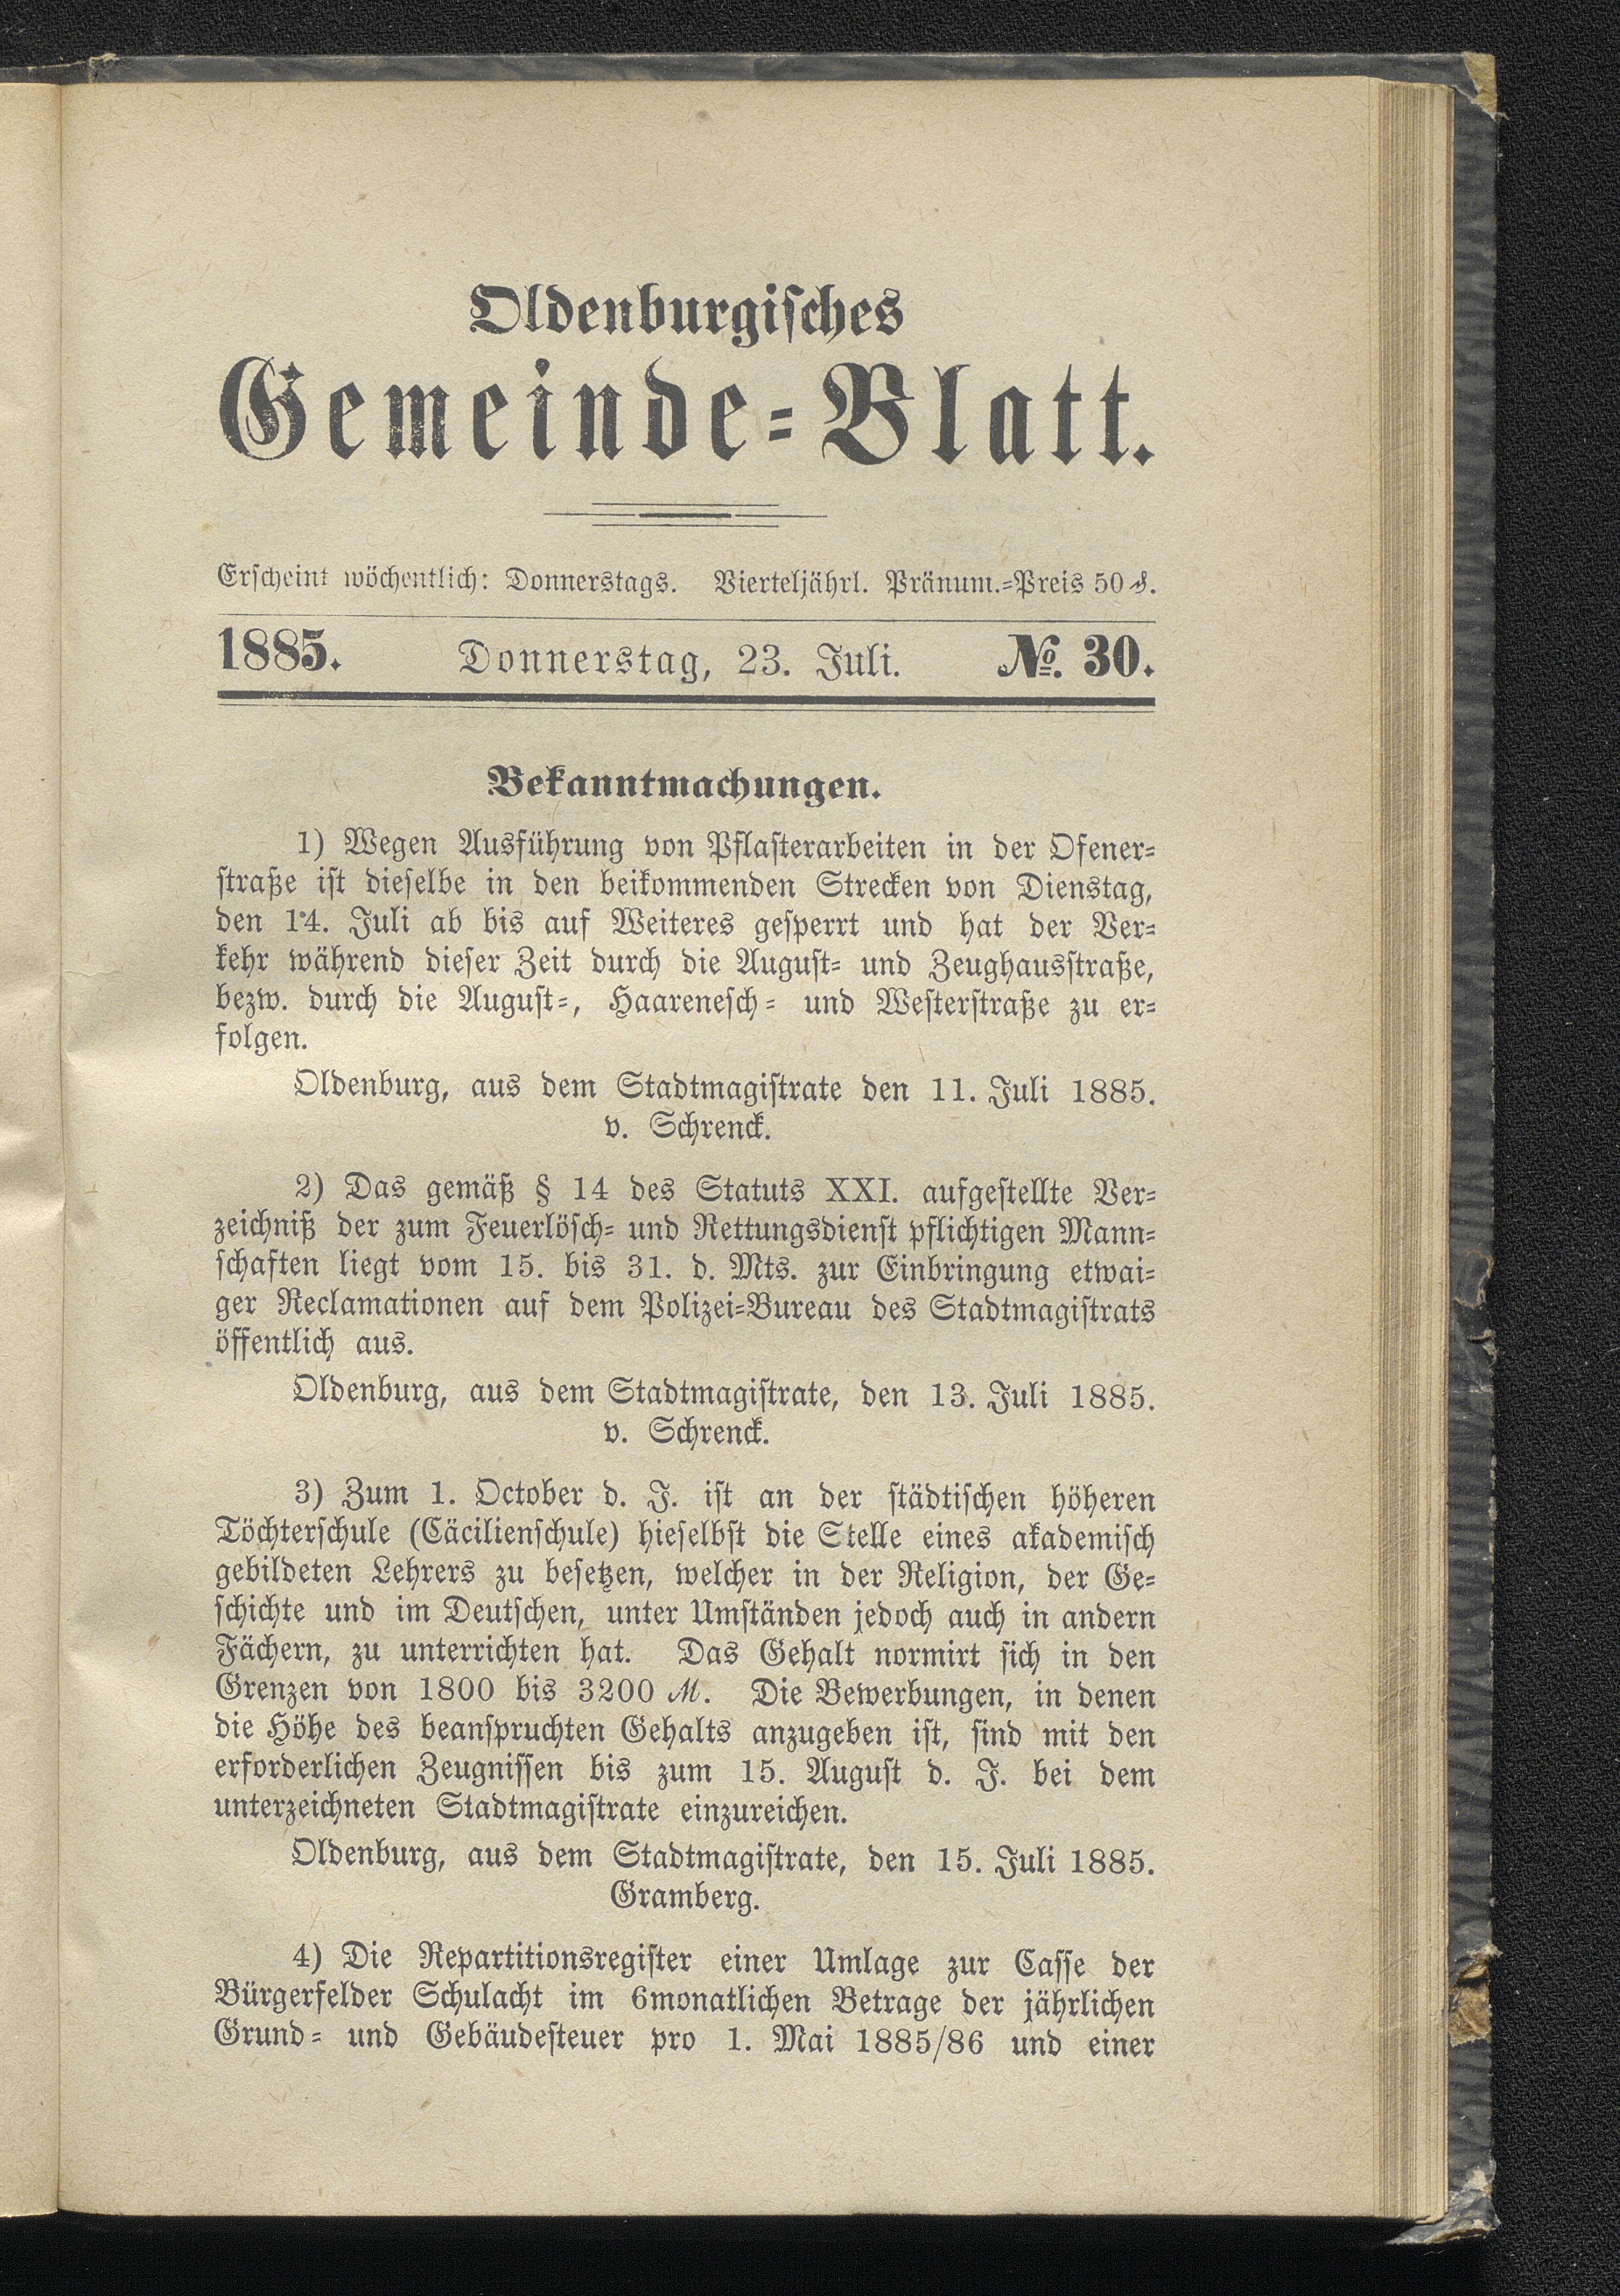 Oldenburgisches
Gemeinde-Blatt.
Erscheint wöchentlich: Donnerstags. Vierteljährl. Pränum.-Preis 50 ₰.
1885. Donnerstag, 23. Juli. №. 30.
Bekanntmachungen.
1) Wegen Ausführung von Pflasterarbeiten in der Ofener-
straße ist dieselbe in den beikommenden Strecken von Dienstag,
den 14. Juli ab bis auf Weiteres gesperrt und hat der Ver-
kehr während dieser Zeit durch die August- und Zeughausstraße,
bezw. durch die August-, Haarenesch- und Westerstraße zu er-
folgen.
Oldenburg, aus dem Stadtmagistrate den 11. Juli 1885.
v. Schrenck.
2) Das gemäß § 14 des Statuts XXI. aufgestellte Ver-
zeichniß der zum Feuerlösch- und Rettungsdienst pflichtigen Mann-
schaften liegt vom 15. bis 31. d. Mts. zur Einbringung etwai-
ger Reclamationen auf dem Polizei-Bureau des Stadtmagistrats
öffentlich aus.
Oldenburg, aus dem Stadtmagistrate, den 13. Juli 1885.
v. Schrenck.
3) Zum 1. October d. J. ist an der städtischen höheren
Töchterschule (Cäcilienschule) hieselbst die Stelle eines akademisch
gebildeten Lehrers zu besetzen, welcher in der Religion, der Ge-
schichte und im Deutschen, unter Umständen jedoch auch in andern
Fächern, zu unterrichten hat. Das Gehalt normirt sich in den
Grenzen von 1800 bis 3200 ℳ. Die Bewerbungen, in denen
die Höhe des beanspruchten Gehalts anzugeben ist, sind mit den
erforderlichen Zeugnissen bis zum 15. August d. J. bei dem
unterzeichneten Stadtmagistrate einzureichen.
Oldenburg, aus dem Stadtmagistrate, den 15. Juli 1885.
Gramberg.
4) Die Repartitionsregister einer Umlage zur Casse der
Bürgerfelder Schulacht im 6monatlichen Betrage der jährlichen
Grund- und Gebäudesteuer pro 1. Mai 1885/86 und einer